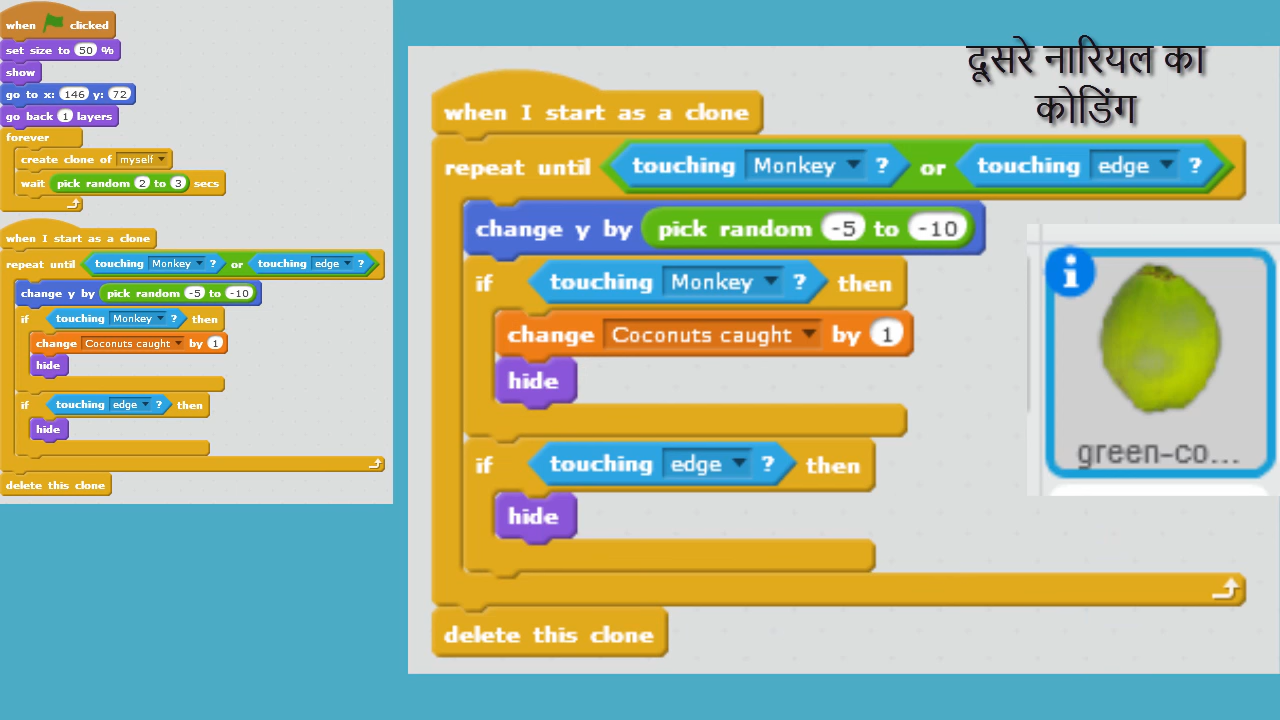 when clicked
set size to 50 %
show
go to x: 146 y: 72
go back 1 layers
forever
create clone of myself
wait pick random 2 to 3 secs
when I start as a clone
repeat until touching Monkey ? or touching edge ?
change y by pick random -5 to -10
if touching Monkey ? then
change Coconuts caught by 1
hide
if touching edge ? then
hide
delete this clone
दूसरे नारियल का
कोडिंग
when I start as a clone
repeat until touching Monkey ? or touching edge ?
change y by pick random -5 to -10
if touching Monkey ? then
change Coconuts caught by 1
hide
if touching edge ? then
hide
delete this clone
i
green-co...